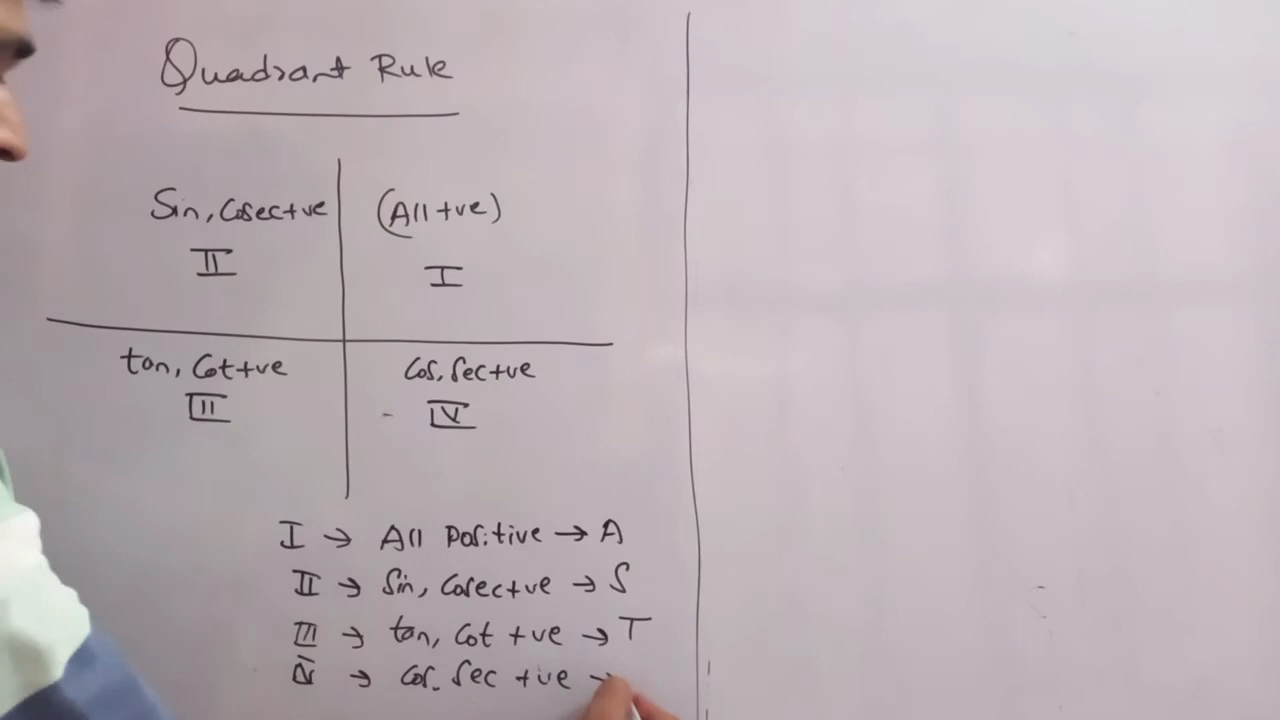 Quadrant Rule
Sin, Cosec+ve
(All +ve)
II
I
tan, Cot+ve
Cos, Sec+ve
III
IV
I → All Positive → A
II → Sin, Cosec+ve → S
III → tan, Cot +ve → T
IV → Cos. Sec +ve →